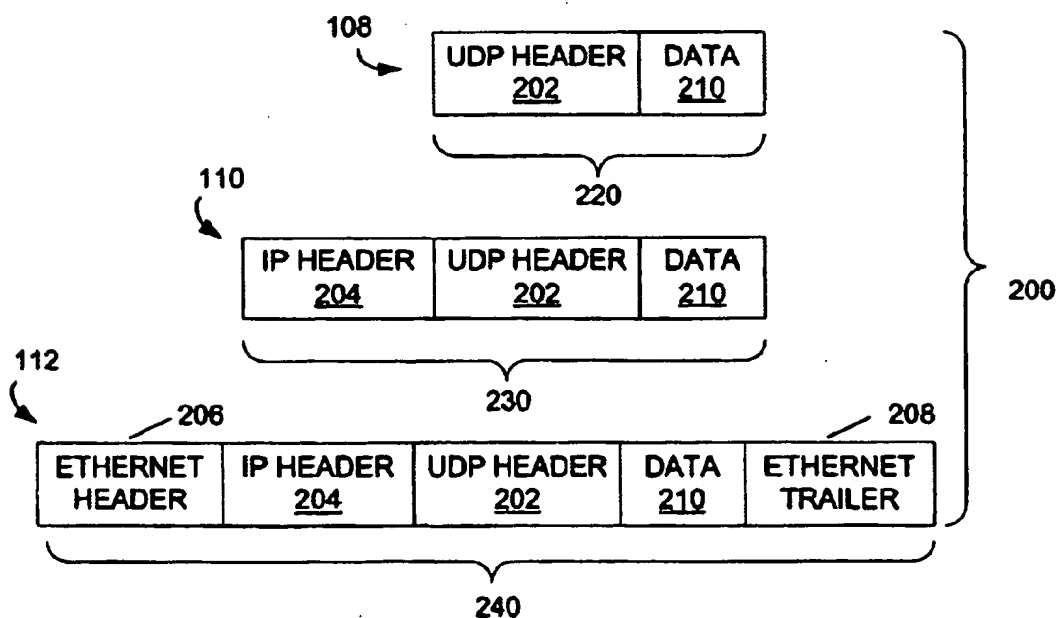 108
UDP HEADER DATA
202 210
220
110
IP HEADER UDP HEADER DATA
204 202 210
200
230
112
206 208
ETHERNET IP HEADER UDP HEADER DATA ETHERNET
HEADER 204 202 210 TRAILER
240